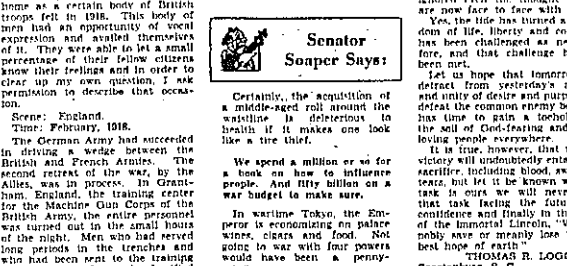 home as a certain body of British
troops felt in 1918. This body of
men had an opportunity of vocal
expression and availed themselves
of it. They were able to let a small
percentage of their fellow citizens
know their feelings and in order to
clear up my own question, I ask
permission to describe that occas-
ion.
Scene: England.
Time: February, 1918.
The German Army had succeeded
in driving a wedge between the
British and French Armies. The
second retreat of the war, by the
Allies, was in process. In Grant-
ham, England, the training center
for the Machine Gun Corps of the
British Army, the entire personnel
was turned out in the small hours
of the night. Men who had served
long periods in the trenches and
who had been sent to the training
Senator
Soaper Says:
Certainly, the acquisition of
a middle-aged roll around the
waistline is deleterious to
health if it makes one look
like a tire thief.
We spend a million or so for
a book on how to influence
people. And fifty billion on a
war budget to make sure.
In wartime Tokyo, the Em-
peror is economizing on palace
wines, cigars and food. Not
going to war with four powers
would have been a penny-
are now face to face with
Yes, the tide has turned a
dom of life, liberty and co
has been challenged as ne
fore, and that challenge h
been met.
Let us hope that tomorro
detract from yesterday's
and unity of desire and purp
defeat the common enemy be
has time to gain a toehol
the soil of God-fearing and
loving people everywhere.
It is true, however, that
victory will undoubtedly enta
sacrifice, including blood, sw
tears, but let it be known w
task is ours we will neve
that task facing the futur
confidence and finally in th
of the immortal Lincoln, "W
nobly save or meanly lose
best hope of earth"
THOMAS R. LOG